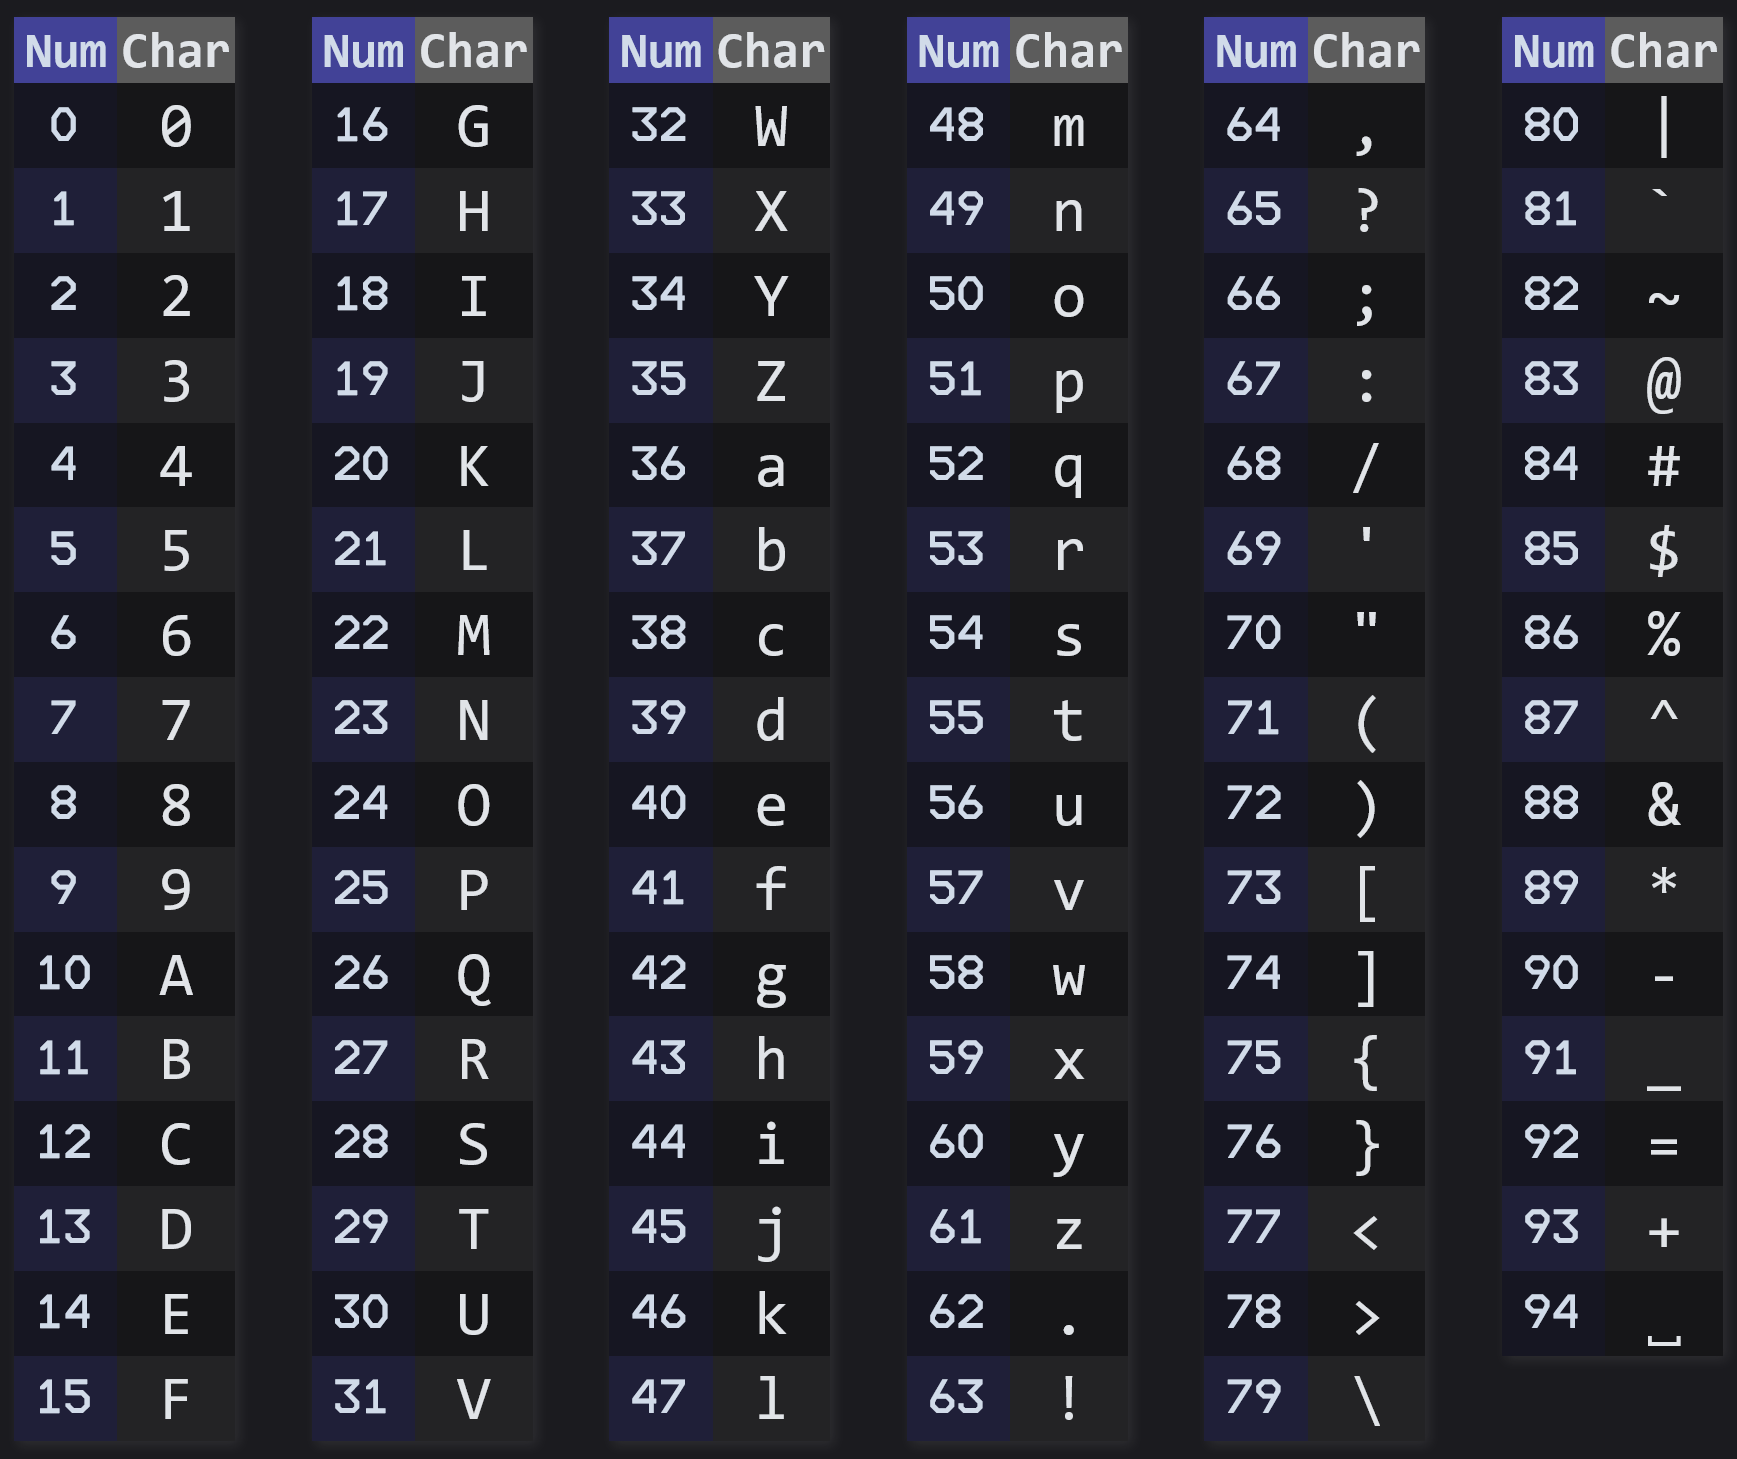 Num Char Num Char Num Char Num Char Num Char Num Char
0 0 16 G 32 W 48 m 64 , 80 |
1 1 17 H 33 X 49 n 65 ? 81 `
2 2 18 I 34 Y 50 o 66 ; 82 ~
3 3 19 J 35 Z 51 p 67 : 83 @
4 4 20 K 36 a 52 q 68 / 84 #
5 5 21 L 37 b 53 r 69 ' 85 $
6 6 22 M 38 c 54 s 70 " 86 %
7 7 23 N 39 d 55 t 71 ( 87 ^
8 8 24 O 40 e 56 u 72 ) 88 &
9 9 25 P 41 f 57 v 73 [ 89 *
10 A 26 Q 42 g 58 w 74 ] 90 -
11 B 27 R 43 h 59 x 75 { 91 _
12 C 28 S 44 i 60 y 76 } 92 =
13 D 29 T 45 j 61 z 77 < 93 +
14 E 30 U 46 k 62 . 78 > 94 ⎵
15 F 31 V 47 l 63 ! 79 \